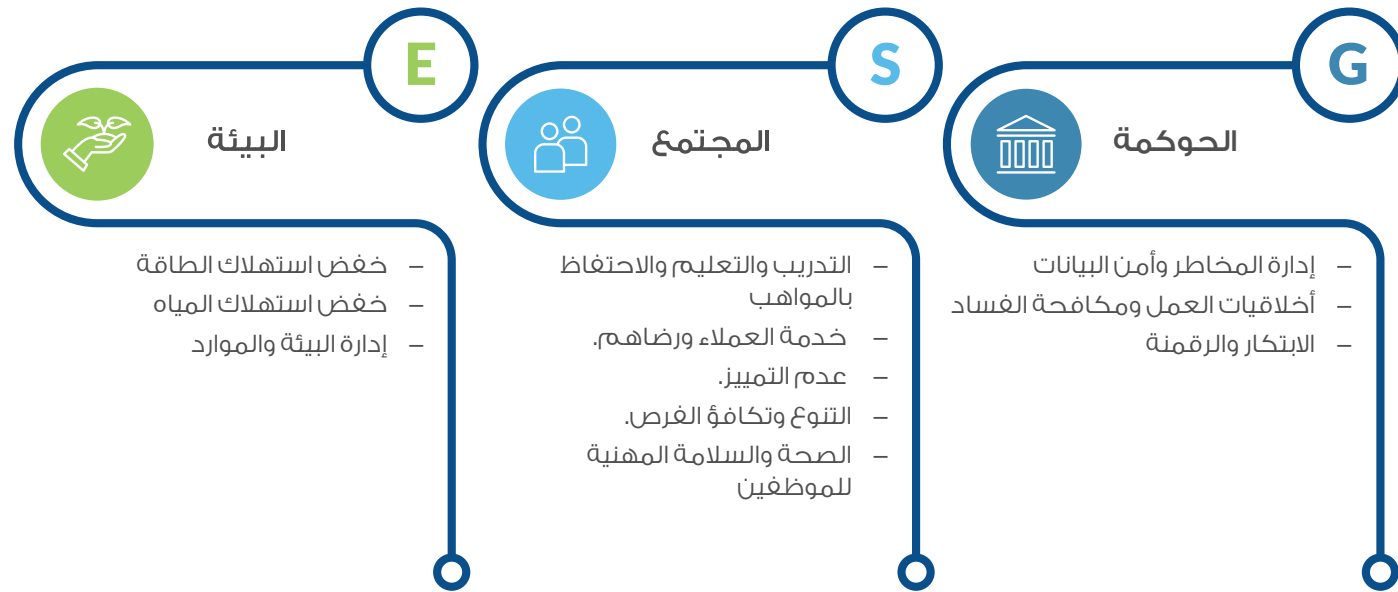 E
البيئة
– خفض استهلاك الطاقة
– خفض استهلاك المياه
– إدارة البيئة والموارد
S
المجتمع
– التدريب والتعليم والاحتفاظ
بالمواهب
– خدمة العملاء ورضاهم.
– عدم التمييز.
– التنوع وتكافؤ الفرص.
– الصحة والسلامة المهنية
للموظفين
G
الحوكمة
– إدارة المخاطر وأمن البيانات
– أخلاقيات العمل ومكافحة الفساد
– الابتكار والرقمنة